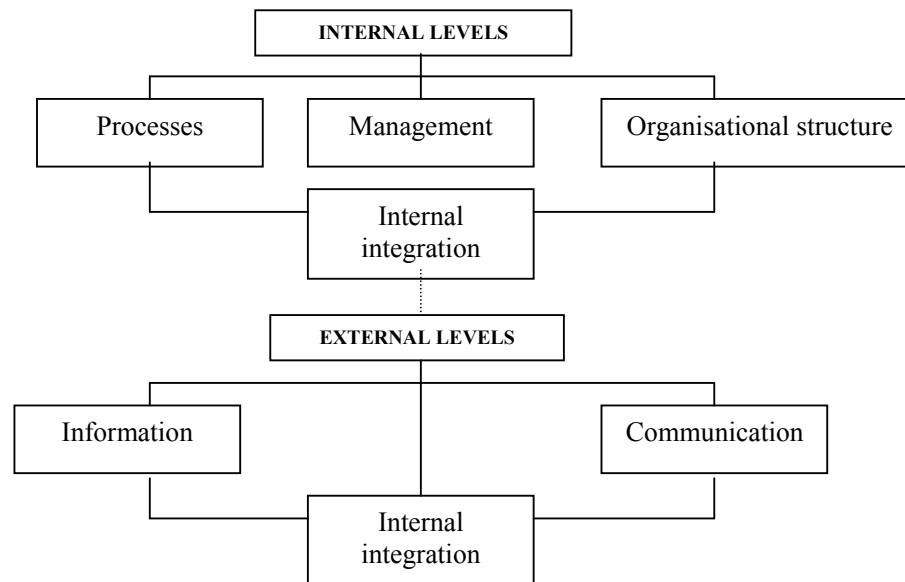 INTERNAL LEVELS
Processes
Management
Organisational structure
Internal
integration
EXTERNAL LEVELS
Information
Communication
Internal
integration